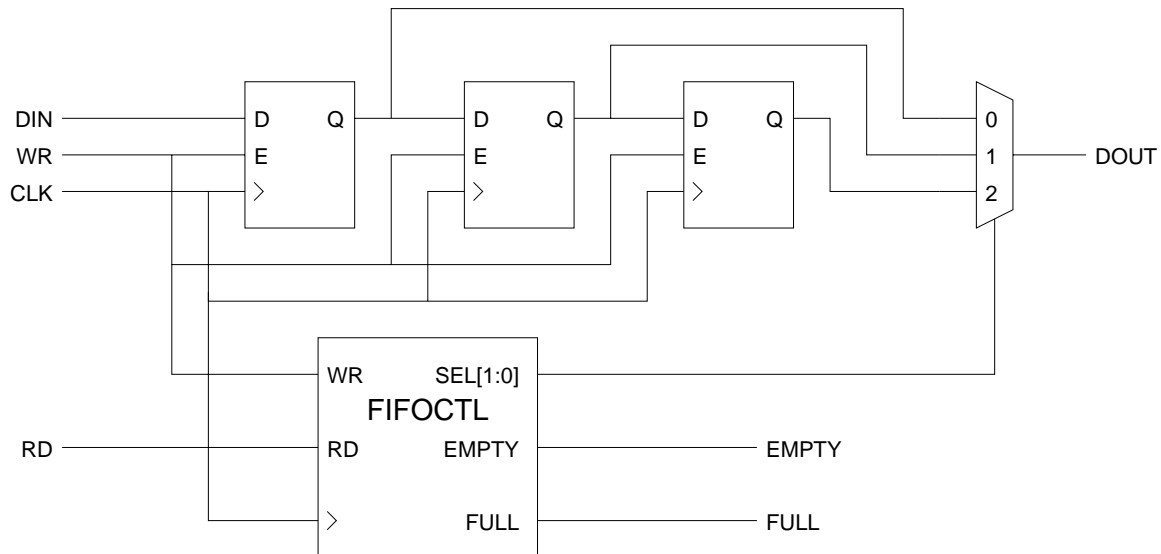 DIN
WR
CLK
D Q
E
D Q
E
D Q
E
0
1
2
DOUT
WR SEL[1:0]
FIFOCTL
RD
RD EMPTY
EMPTY
FULL
FULL